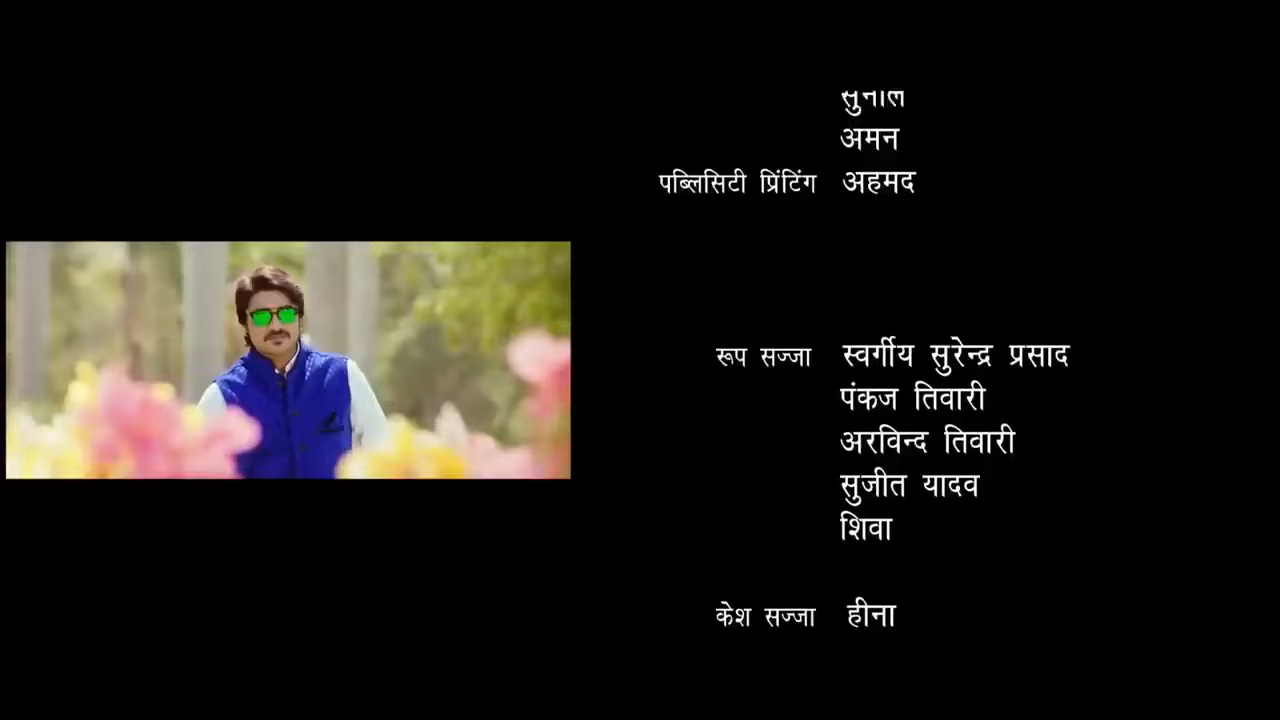 सुनील
अमन
पब्लिसिटी प्रिंटिंग अहमद
रूप सज्जा स्वर्गीय सुरेन्द्र प्रसाद
पंकज तिवारी
अरविन्द तिवारी
सुजीत यादव
शिवा
केश सज्जा हीना